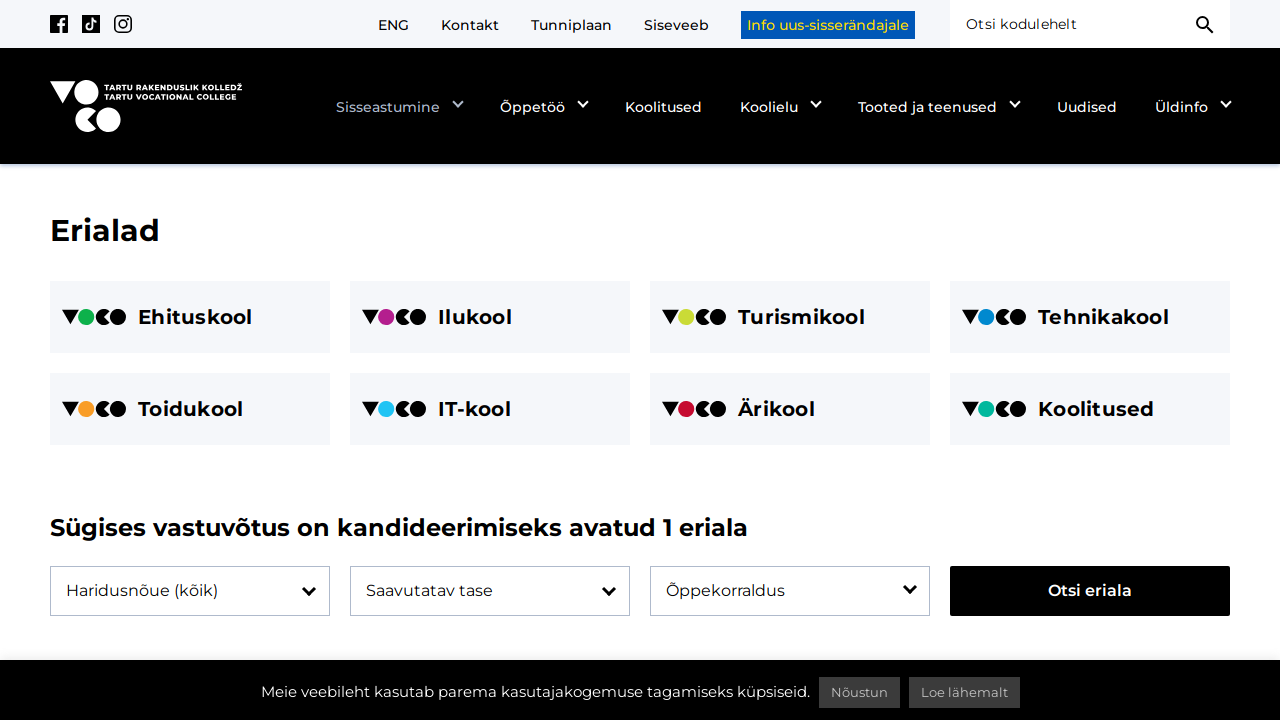 ENG
Kontakt
Tunniplaan
Siseveeb
Info uus-sisserändajale
Otsi kodulehelt
TARTU RAKENDUSLIK KOLLEDŽ
TARTU VOCATIONAL COLLEGE
Sisseastumine
Õppetöö
Koolitused
Koolielu
Tooted ja teenused
Uudised
Üldinfo
Erialad
Ehituskool
Ilukool
Turismikool
Tehnikakool
Toidukool
IT-kool
Ärikool
Koolitused
Sügises vastuvõtus on kandideerimiseks avatud 1 eriala
Haridusnõue (kõik)
Saavutatav tase
Õppekorraldus
Otsi eriala
Meie veebileht kasutab parema kasutajakogemuse tagamiseks küpsiseid.
Nõustun
Loe lähemalt